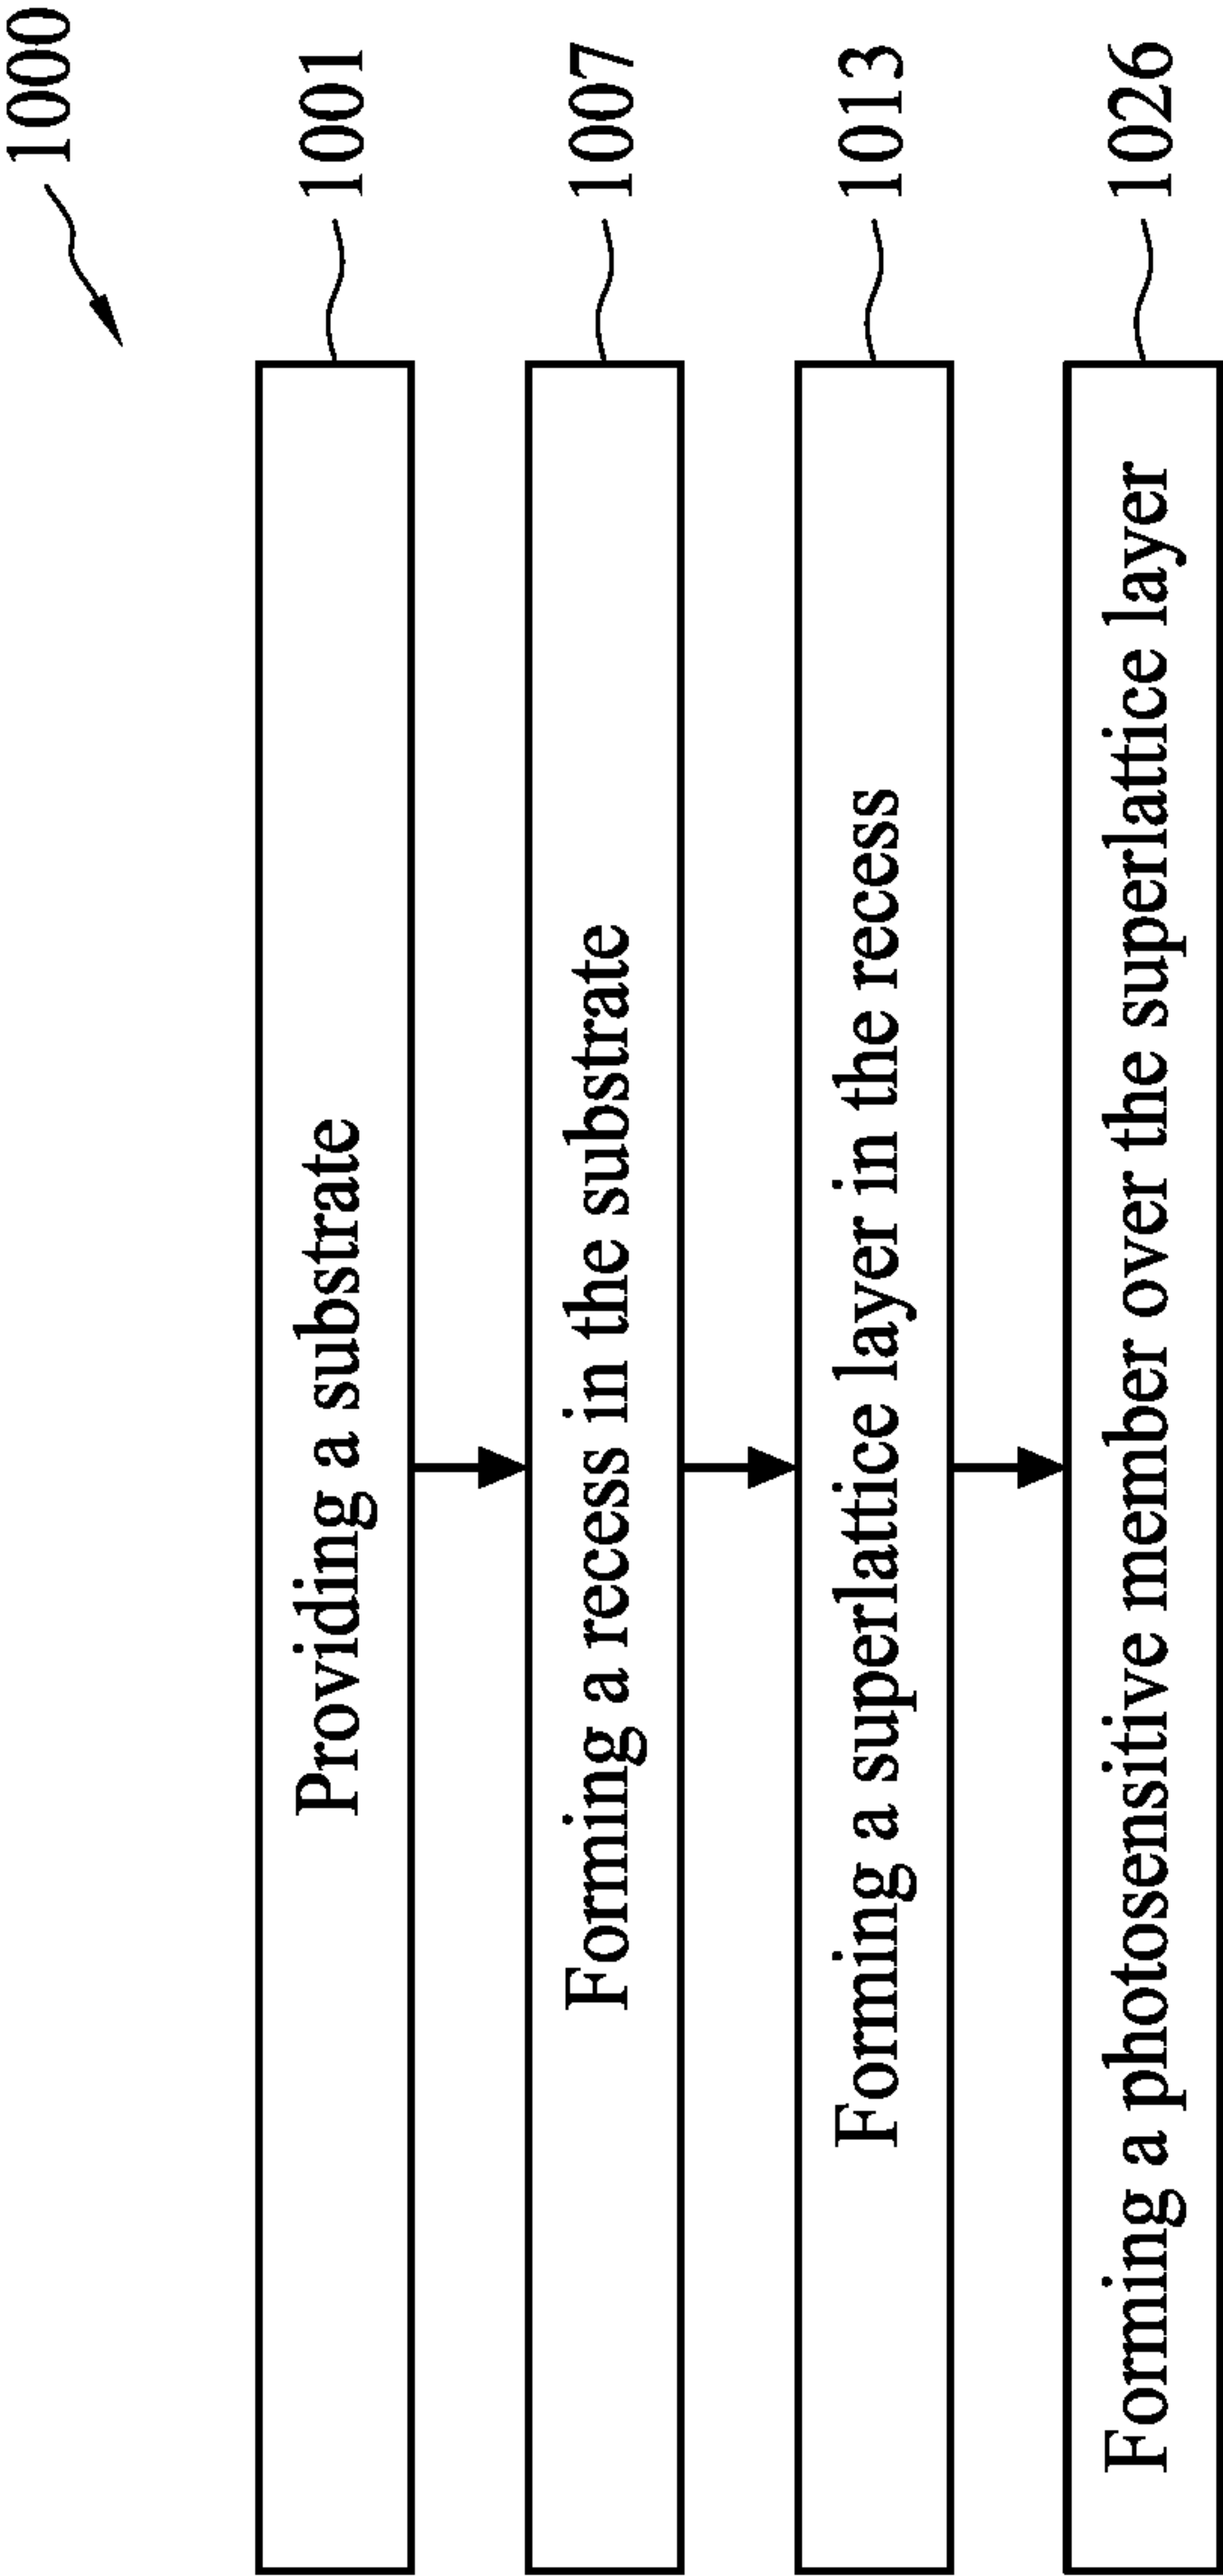 1000
Providing a substrate
1001
Forming a recess in the substrate
1007
Forming a superlattice layer in the recess
1013
Forming a photosensitive member over the superlattice layer
1026